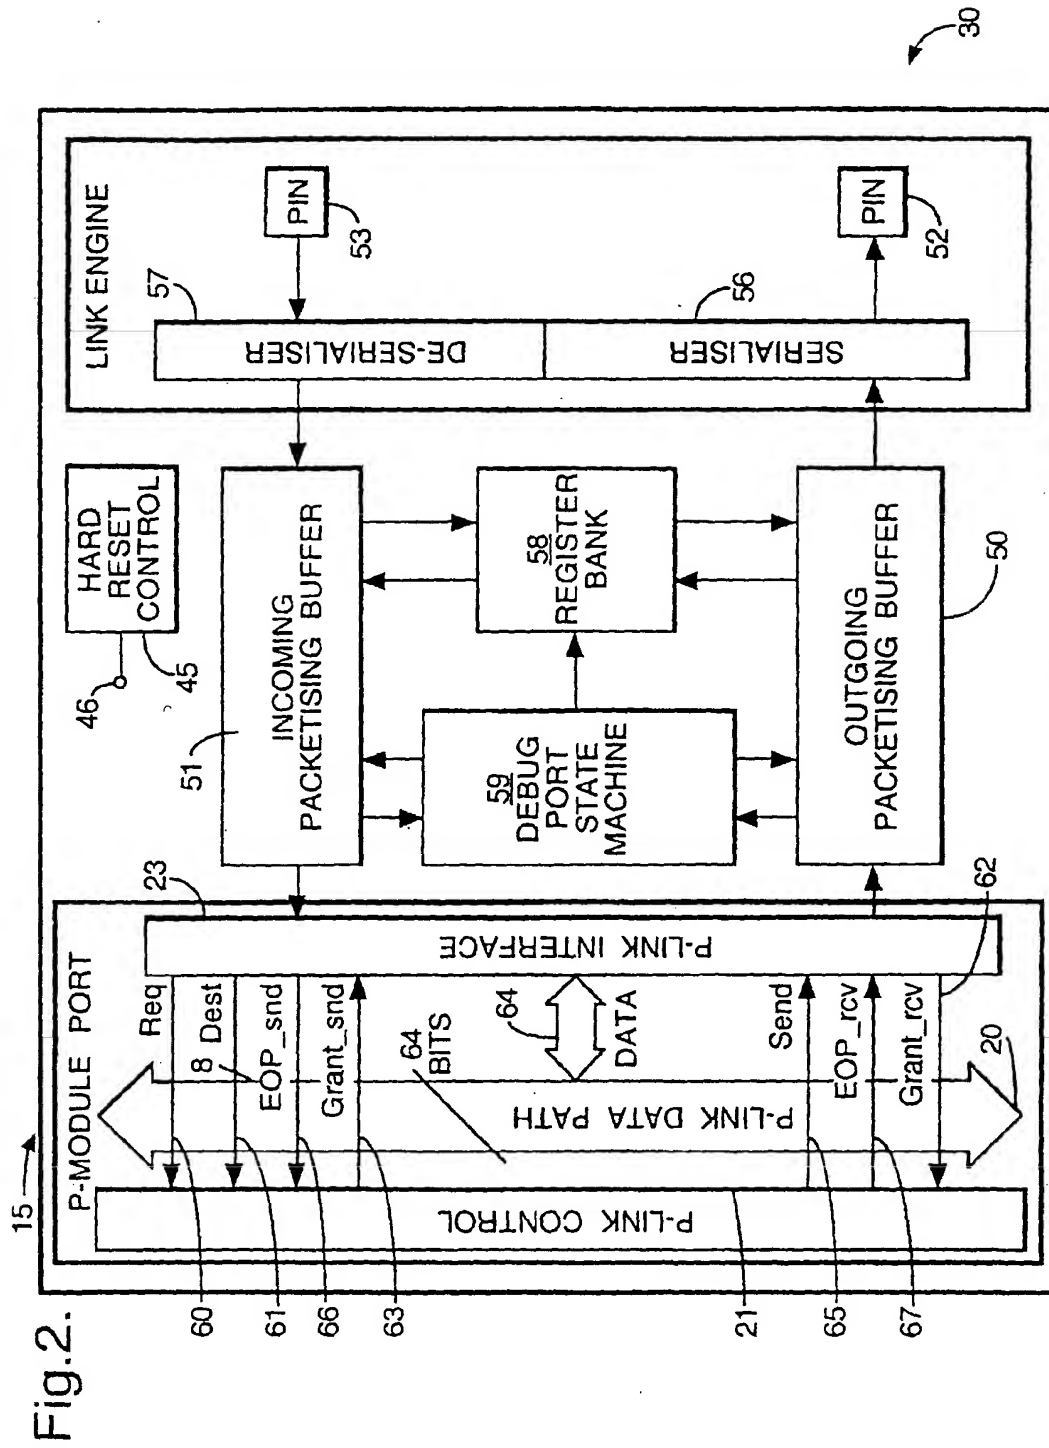 Fig.2.
15
30
P-MODULE PORT
P-LINK CONTROL
21
P-LINK DATA PATH
20
64
BITS
8
Req
Dest
EOP_snd
Grant_snd
60
61
66
63
64
DATA
Send
EOP_rcv
Grant_rcv
65
67
62
P-LINK INTERFACE
23
51
INCOMING
PACKETISING BUFFER
59
DEBUG
PORT
STATE
MACHINE
58
REGISTER
BANK
OUTGOING
PACKETISING BUFFER
50
46
45
HARD
RESET
CONTROL
LINK ENGINE
57
DE-SERIALISER
56
SERIALISER
PIN
53
PIN
52